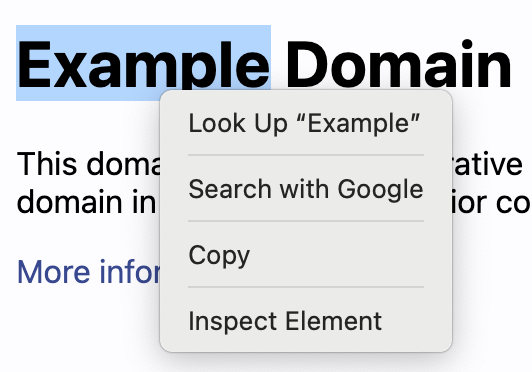 Example Domain
Look Up “Example”
This doma rative
Search with Google
domain in ior co
Copy
More infor
Inspect Element